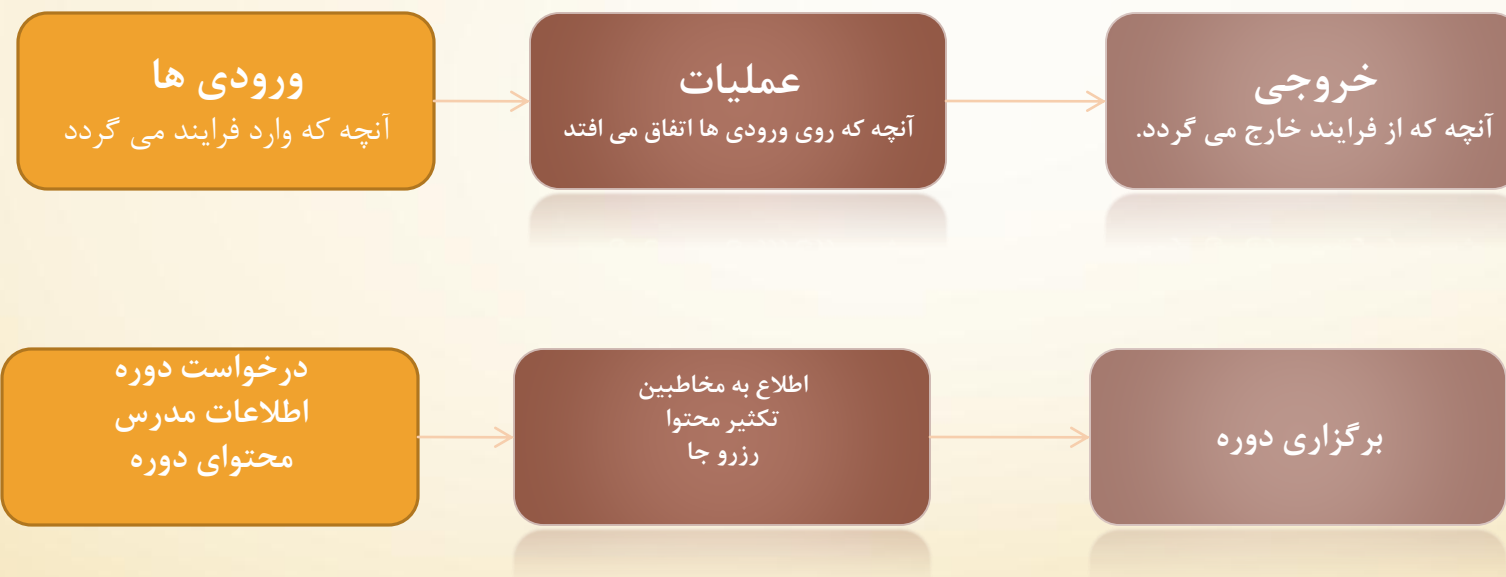 ورودی ها
آنچه که وارد فرایند می گردد
عملیات
آنچه که روی ورودی ها اتفاق می افتد
خروجی
آنچه که از فرایند خارج می گردد.
درخواست دوره
اطلاعات مدرس
محتوای دوره
اطلاع به مخاطبین
تکثیر محتوا
رزرو جا
برگزاری دوره